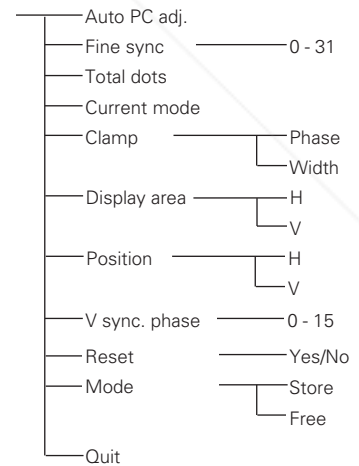 Auto PC adj.
Fine sync 0 - 31
Total dots
Current mode
Clamp Phase
Width
Display area H
V
Position H
V
V sync. phase 0 - 15
Reset Yes/No
Mode Store
Free
Quit